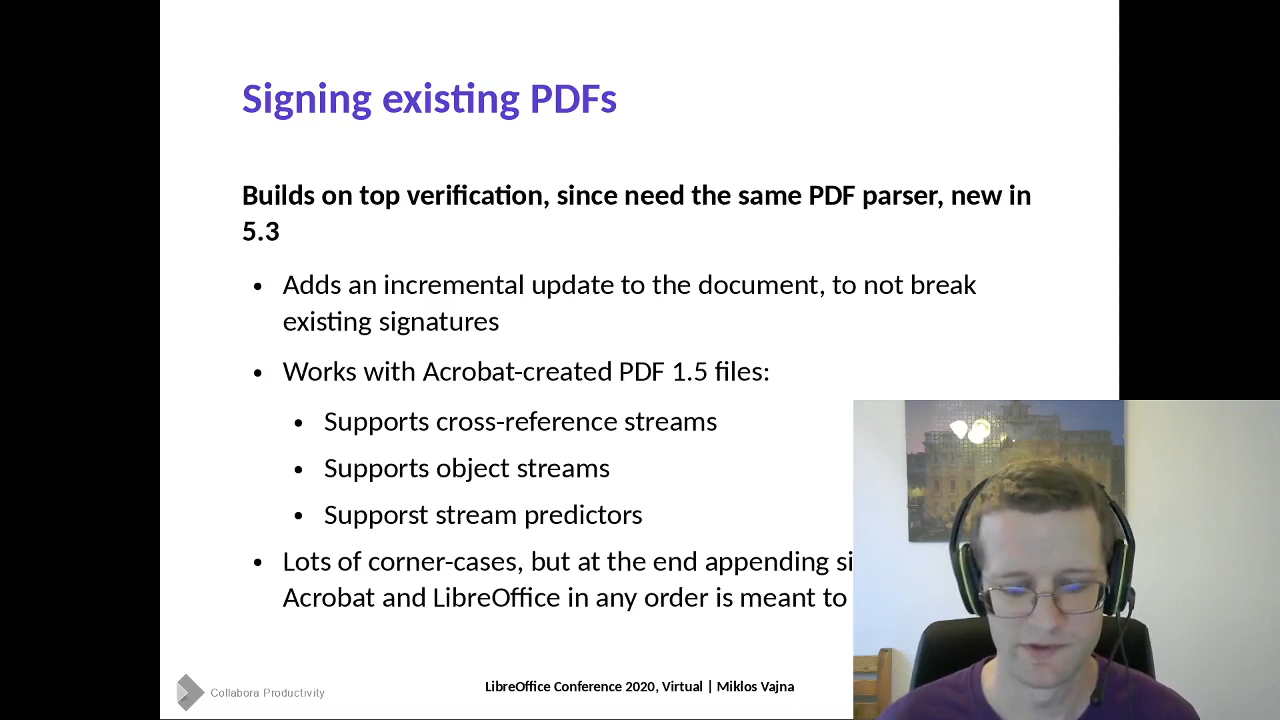 Signing existing PDFs
Builds on top verification, since need the same PDF parser, new in
5.3
• Adds an incremental update to the document, to not break
existing signatures
• Works with Acrobat-created PDF 1.5 files:
• Supports cross-reference streams
• Supports object streams
• Supporst stream predictors
• Lots of corner-cases, but at the end appending
Acrobat and LibreOffice in any order is meant to
Collabora Productivity
LibreOffice Conference 2020, Virtual | Miklos Vajna